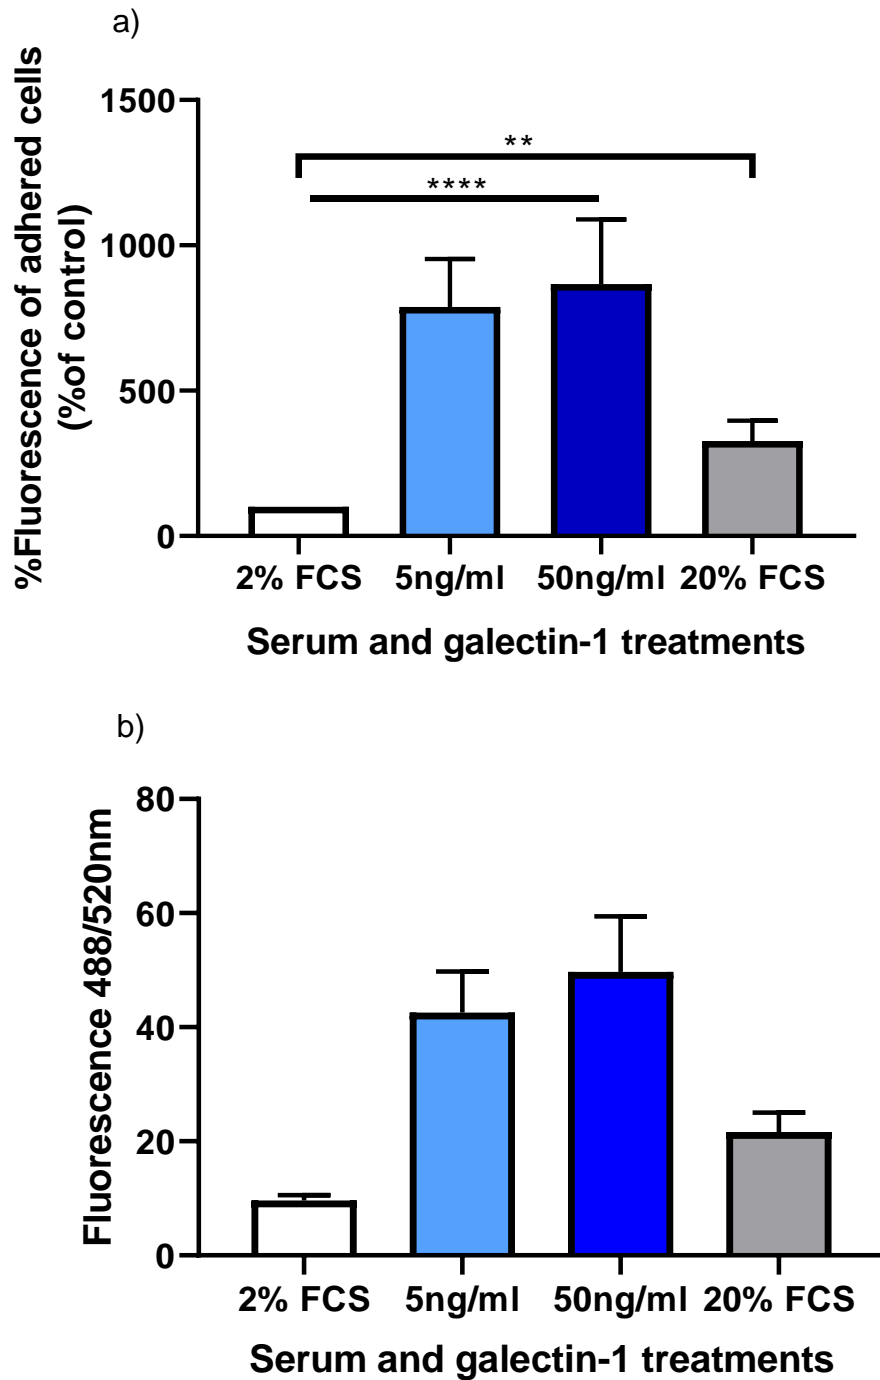 a)
%Fluorescence of adhered cells
(%of control)
1500
1000
500
0
**
****
2% FCS 5ng/ml 50ng/ml 20% FCS
Serum and galectin-1 treatments
b)
Fluorescence 488/520nm
80
60
40
20
0
2% FCS 5ng/ml 50ng/ml 20% FCS
Serum and galectin-1 treatments